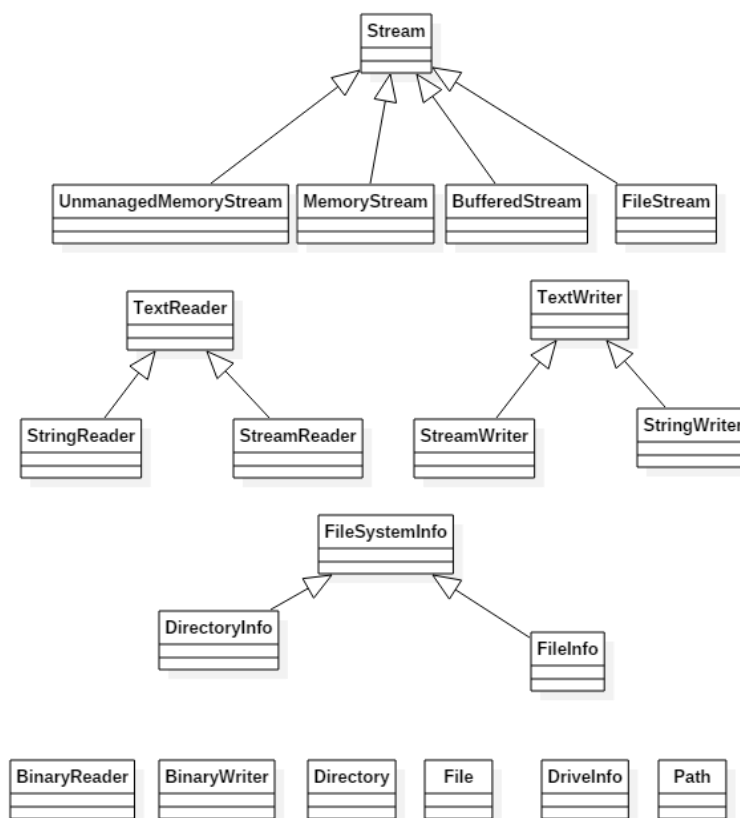 Stream
UnmanagedMemoryStream MemoryStream BufferedStream FileStream
TextReader TextWriter
StringReader StreamReader StreamWriter StringWriter
FileSystemInfo
DirectoryInfo FileInfo
BinaryReader BinaryWriter Directory File DriveInfo Path